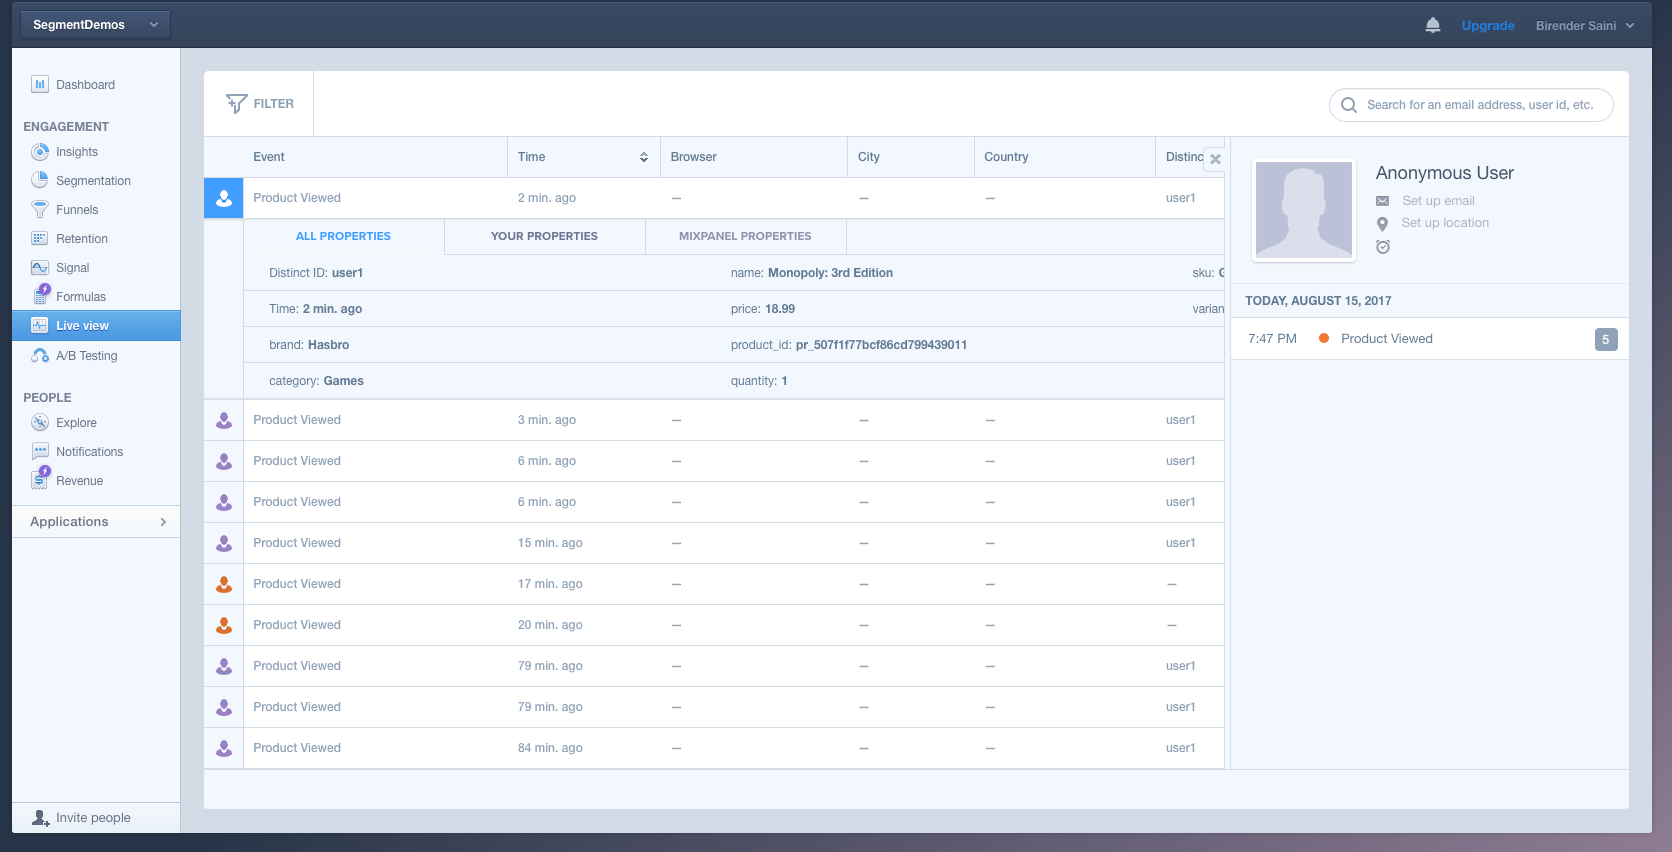 SegmentDemos
Upgrade
Birender Saini
Dashboard
ENGAGEMENT
Insights
Segmentation
Funnels
Retention
Signal
Formulas
Live view
A/B Testing
PEOPLE
Explore
Notifications
Revenue
Applications
Invite people
FILTER
Search for an email address, user id, etc.
Event Time Browser City Country Distinc
Product Viewed 2 min. ago — — — user1
ALL PROPERTIES YOUR PROPERTIES MIXPANEL PROPERTIES
Distinct ID: user1 name: Monopoly: 3rd Edition sku: G
Time: 2 min. ago price: 18.99 varian
brand: Hasbro product_id: pr_507f1f77bcf86cd799439011
category: Games quantity: 1
Product Viewed 3 min. ago — — — user1
Product Viewed 6 min. ago — — — user1
Product Viewed 6 min. ago — — — user1
Product Viewed 15 min. ago — — — user1
Product Viewed 17 min. ago — — — —
Product Viewed 20 min. ago — — — —
Product Viewed 79 min. ago — — — user1
Product Viewed 79 min. ago — — — user1
Product Viewed 84 min. ago — — — user1
Anonymous User
Set up email
Set up location
TODAY, AUGUST 15, 2017
7:47 PM Product Viewed 5